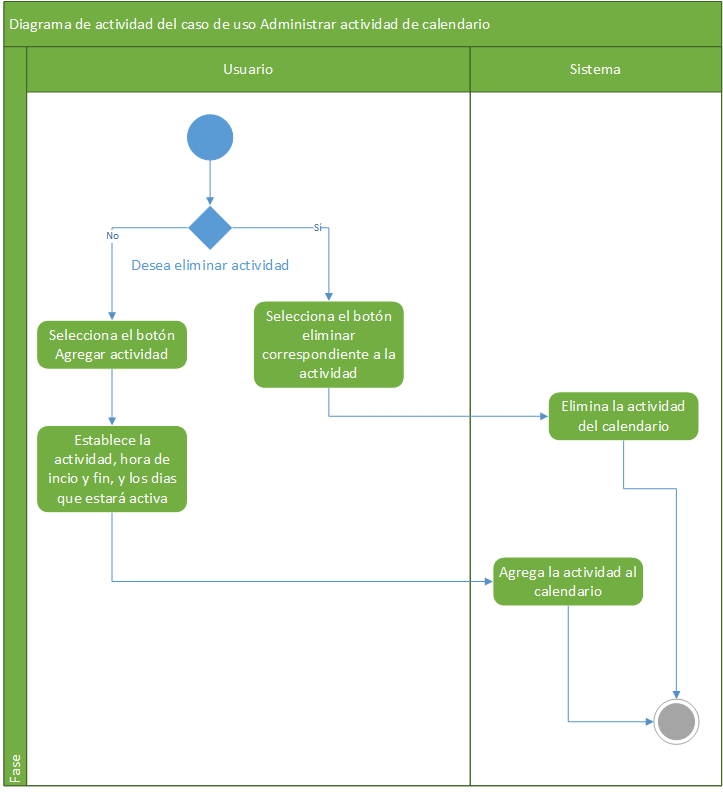 Diagrama de actividad del caso de uso Administrar actividad de calendario
Usuario
Sistema
No
Sí
Desea eliminar actividad
Selecciona el botón
Agregar actividad
Selecciona el botón
eliminar
correspondiente a la
actividad
Elimina la actividad
del calendario
Establece la
actividad, hora de
incio y fin, y los dias
que estará activa
Agrega la actividad al
calendario
Fase